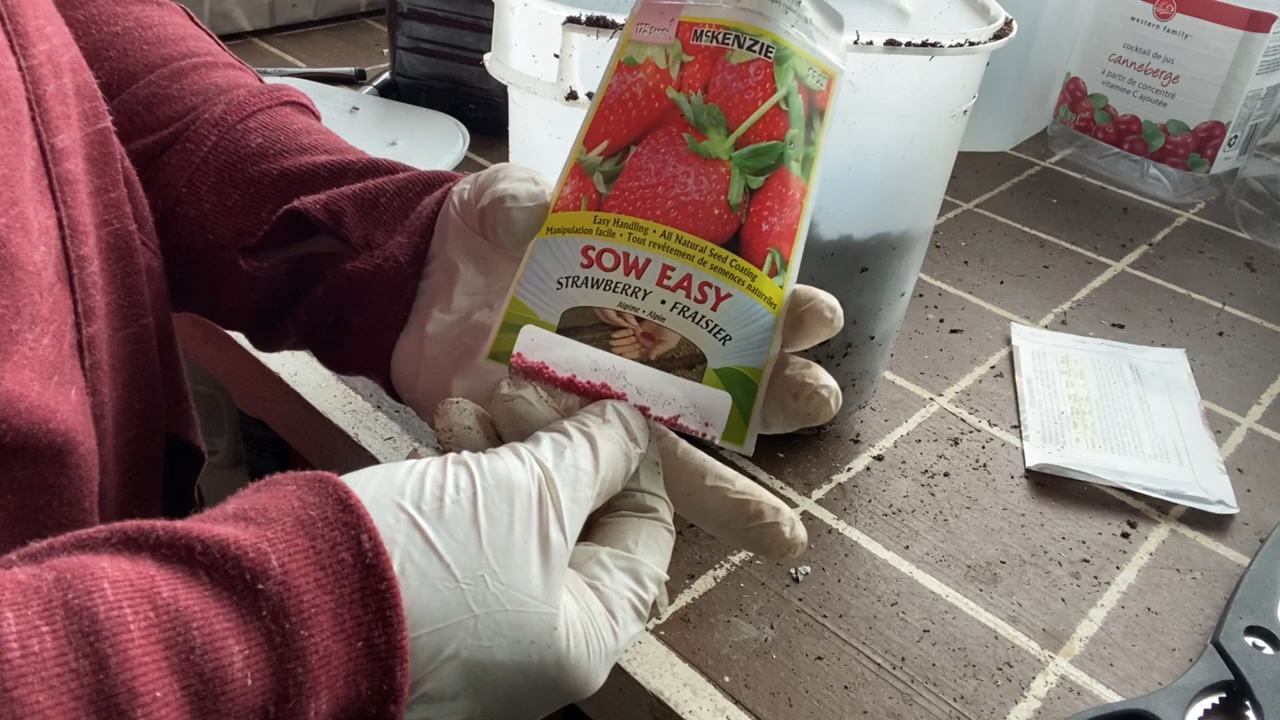 McKENZIE
Easy Handling • All Natural Seed Coating
Manipulation facile • Tout revêtement de semences naturelles
SOW EASY
STRAWBERRY • FRAISIER
Alpine • Alpin
western family
cocktail de jus
canneberge
à partir de concentré
vitamine C ajoutée